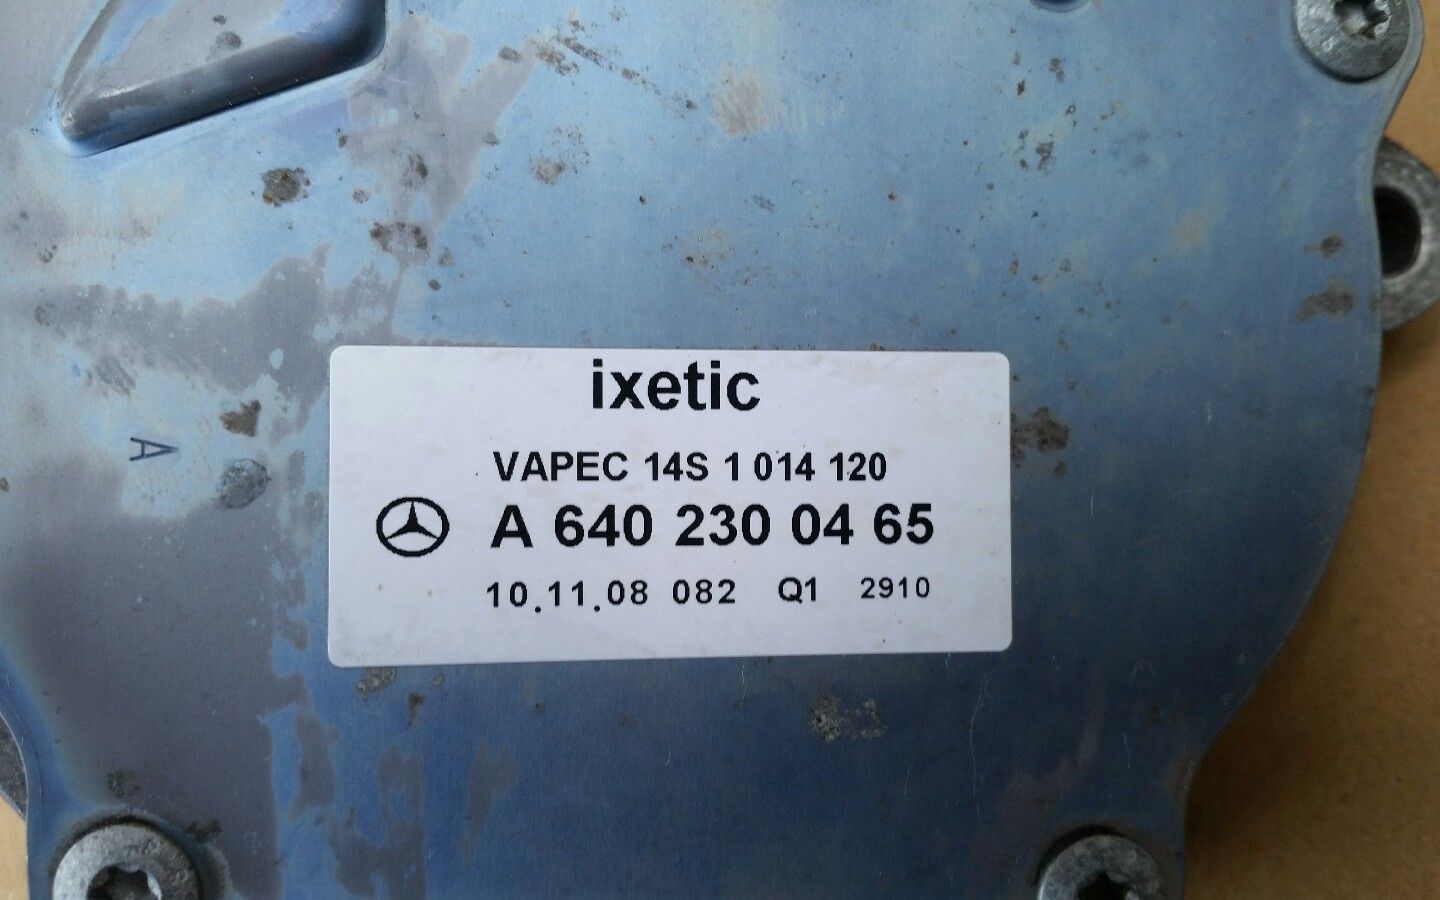 ixetic
VAPEC 14S 1 014 120
A 640 230 04 65
10.11.08 082 Q1 2910
A